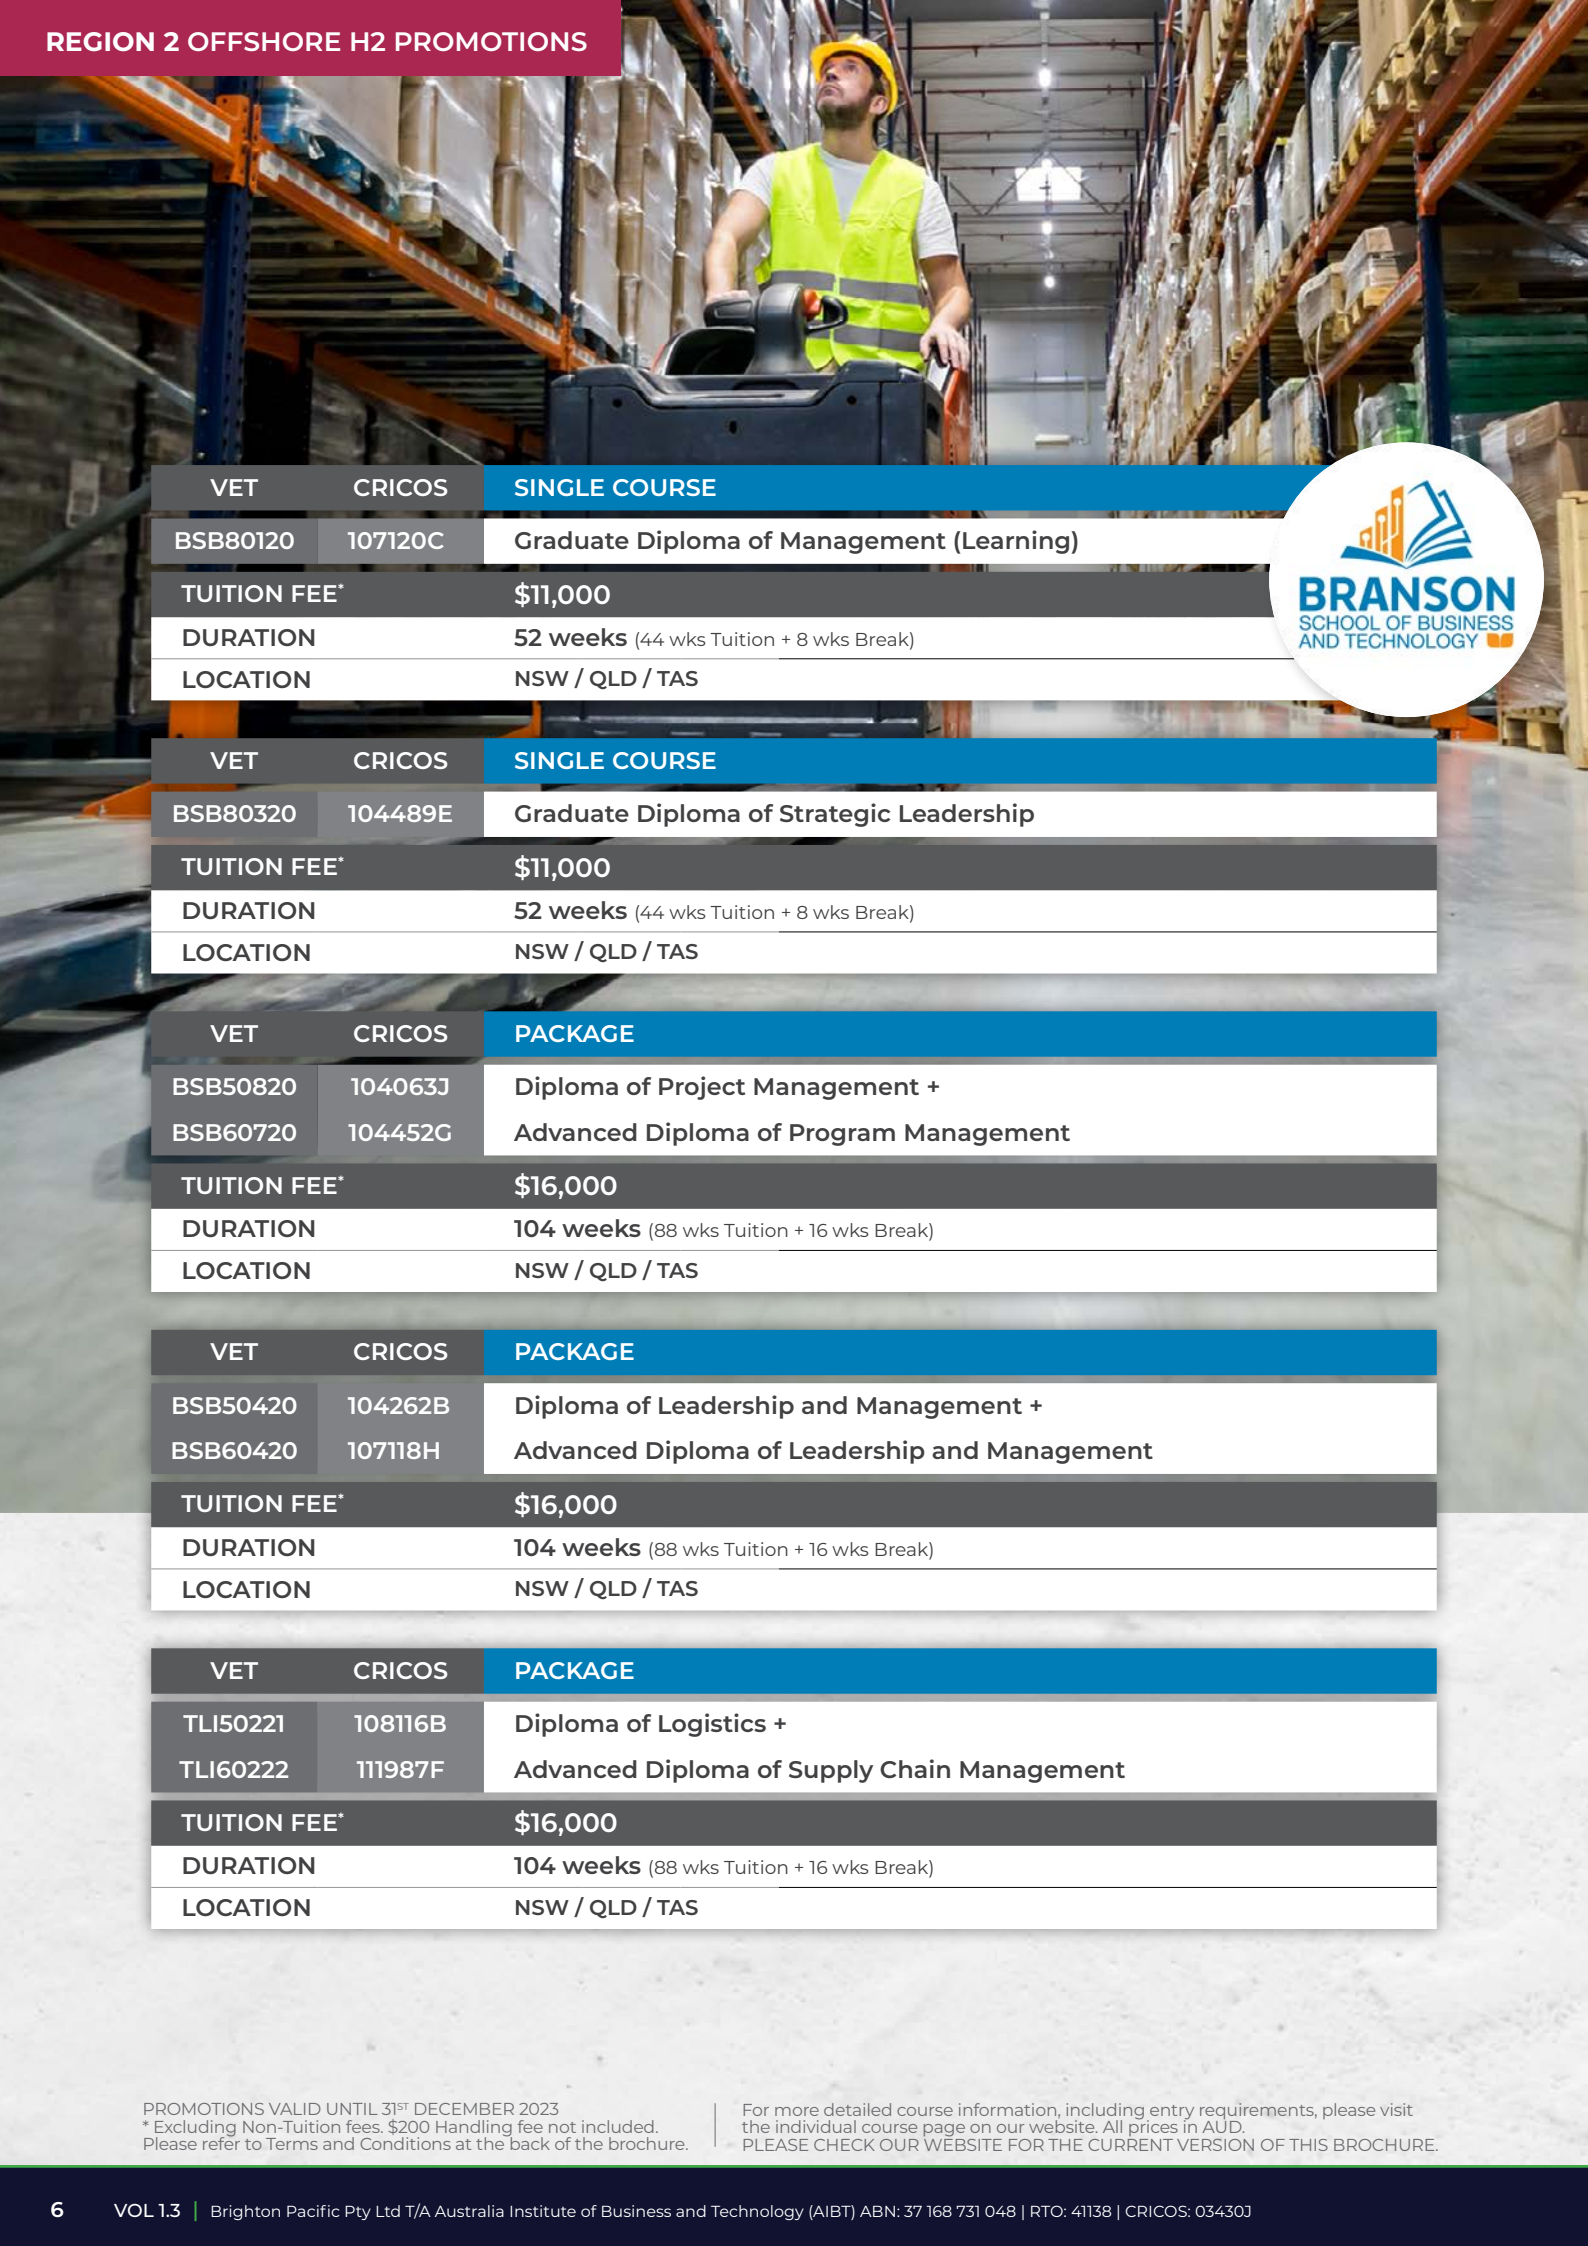 REGION 2 OFFSHORE H2 PROMOTIONS
VET CRICOS SINGLE COURSE
BSB80120 107120C Graduate Diploma of Management (Learning)
TUITION FEE* $11,000
DURATION 52 weeks (44 wks Tuition + 8 wks Break)
LOCATION NSW / QLD / TAS
BRANSON
SCHOOL OF BUSINESS
AND TECHNOLOGY
VET CRICOS SINGLE COURSE
BSB80320 104489E Graduate Diploma of Strategic Leadership
TUITION FEE* $11,000
DURATION 52 weeks (44 wks Tuition + 8 wks Break)
LOCATION NSW / QLD / TAS
VET CRICOS PACKAGE
BSB50820 104063J Diploma of Project Management +
BSB60720 104452G Advanced Diploma of Program Management
TUITION FEE* $16,000
DURATION 104 weeks (88 wks Tuition + 16 wks Break)
LOCATION NSW / QLD / TAS
VET CRICOS PACKAGE
BSB50420 104262B Diploma of Leadership and Management +
BSB60420 107118H Advanced Diploma of Leadership and Management
TUITION FEE* $16,000
DURATION 104 weeks (88 wks Tuition + 16 wks Break)
LOCATION NSW / QLD / TAS
VET CRICOS PACKAGE
TLI50221 108116B Diploma of Logistics +
TLI60222 111987F Advanced Diploma of Supply Chain Management
TUITION FEE* $16,000
DURATION 104 weeks (88 wks Tuition + 16 wks Break)
LOCATION NSW / QLD / TAS
PROMOTIONS VALID UNTIL 31ST DECEMBER 2023
* Excluding Non-Tuition fees. $200 Handling fee not included.
Please refer to Terms and Conditions at the back of the brochure.
For more detailed course information, including entry requirements, please visit
the individual course page on our website. All prices in AUD.
PLEASE CHECK OUR WEBSITE FOR THE CURRENT VERSION OF THIS BROCHURE.
6 VOL 1.3 | Brighton Pacific Pty Ltd T/A Australia Institute of Business and Technology (AIBT) ABN: 37 168 731 048 | RTO: 41138 | CRICOS: 03430J